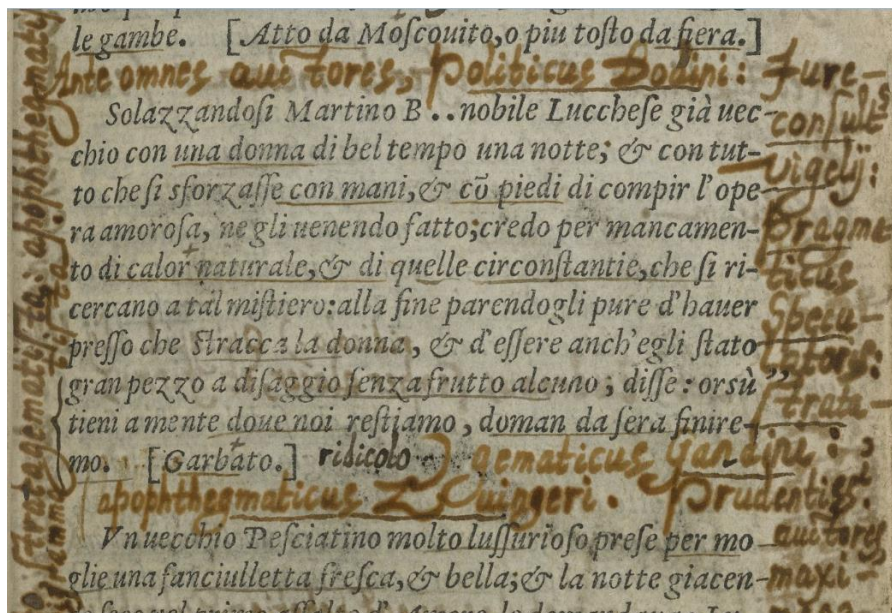 le gambe. [Atto da Moſcouito, o piu toſto da fiera.]
Ante omnes auctores, Politicus Bodini: Jure-
Solazzandoſi Martino B . . nobile Luccheſe già uec-
conſultꝰ
chio con una donna di bel tempo una notte; & con tut-
Vigelij:
to che ſi sforzaſſe con mani, & cõ piedi di compir l'ope
ra amoroſa, ne gli uenendo fatto; credo per mancamen-
Pragma
to di calor naturale, & di quelle circonſtantie, che ſi ri-
ticus
cercano a tal miſtiero: alla fine parendogli pure d'hauer
Specu-
preſſo che ſtracca la donna, & d'eſſere anch'egli ſtato
latoris:
gran pezzo a diſaggio ſenza frutto alcuno; diſſe: orsù
ſtrata-
tieni a mente doue noi reſtiamo, doman da ſera finire-
mo. [Garbato.] ridicolo
gematicus Gandini:
apophthegmaticus Zuingeri. Prudentiſſ:
Vn uecchio Peſciatino molto luſſurioſo preſe per mo
auctores
glie una fanciulletta freſca, & bella; & la notte giacen-
maxi-